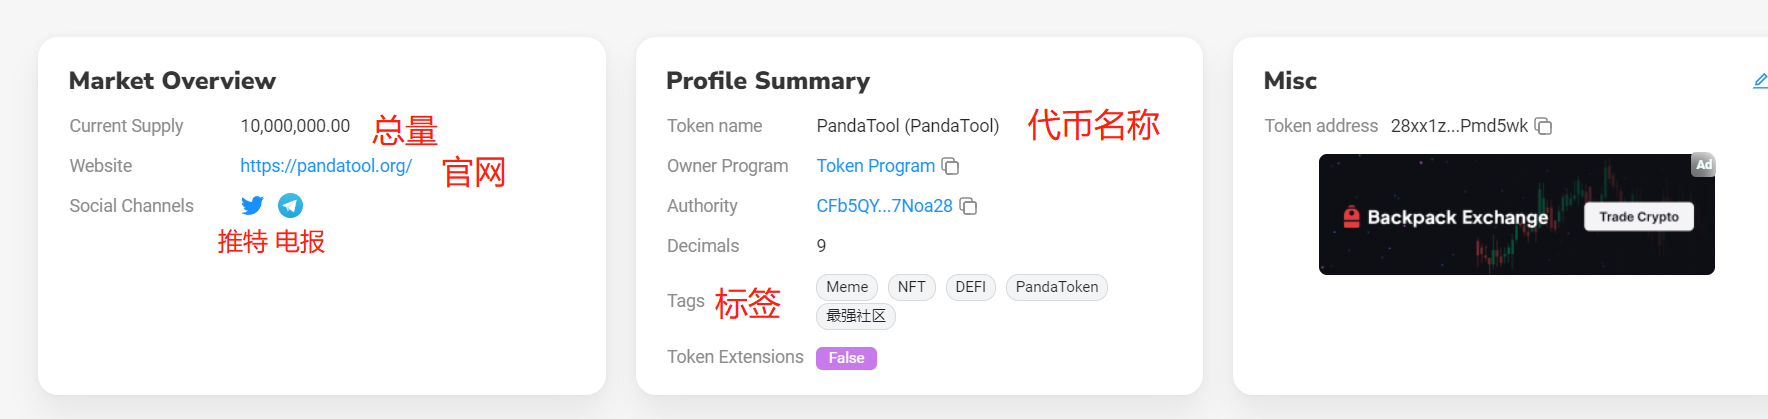 Market Overview
Current Supply 10,000,000.00 总量
Website https://pandatool.org/ 官网
Social Channels
推特 电报
Profile Summary
Token name PandaTool (PandaTool) 代币名称
Owner Program Token Program
Authority CFb5QY...7Noa28
Decimals 9
Tags 标签 Meme NFT DEFI PandaToken
最强社区
Token Extensions False
Misc
Token address 28xx1z...Pmd5wk
Ad
Backpack Exchange Trade Crypto